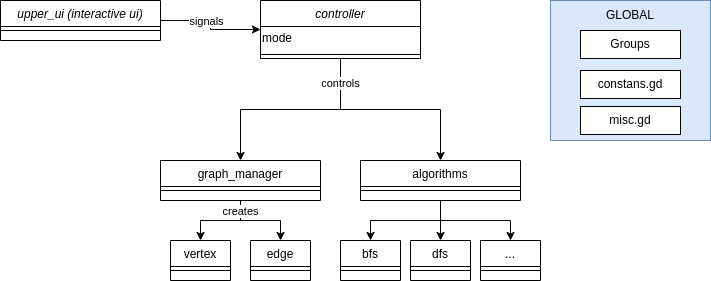 upper_ui (interactive ui)
signals
controller
mode
GLOBAL
Groups
constans.gd
misc.gd
controls
graph_manager
algorithms
creates
vertex
edge
bfs
dfs
...